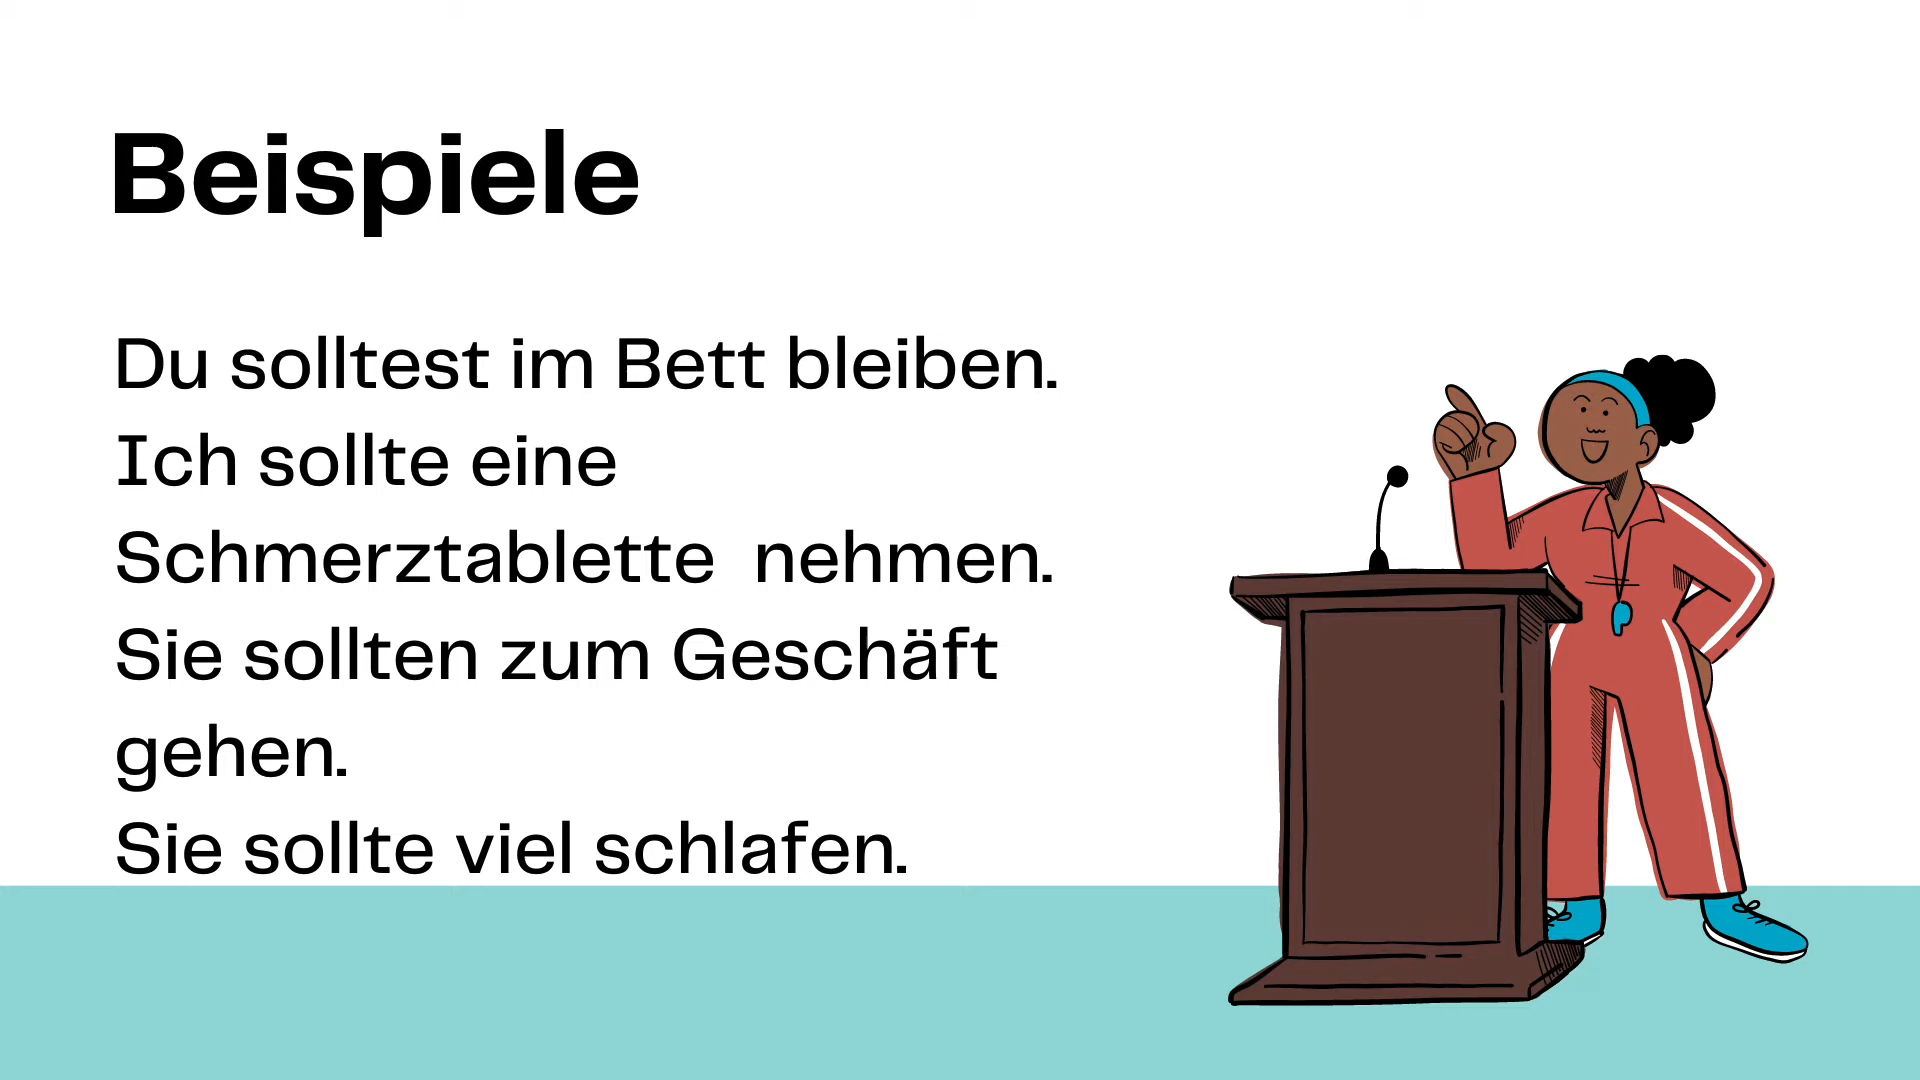 Beispiele
Du solltest im Bett bleiben.
Ich sollte eine
Schmerztablette  nehmen.
Sie sollten zum Geschäft
gehen.
Sie sollte viel schlafen.